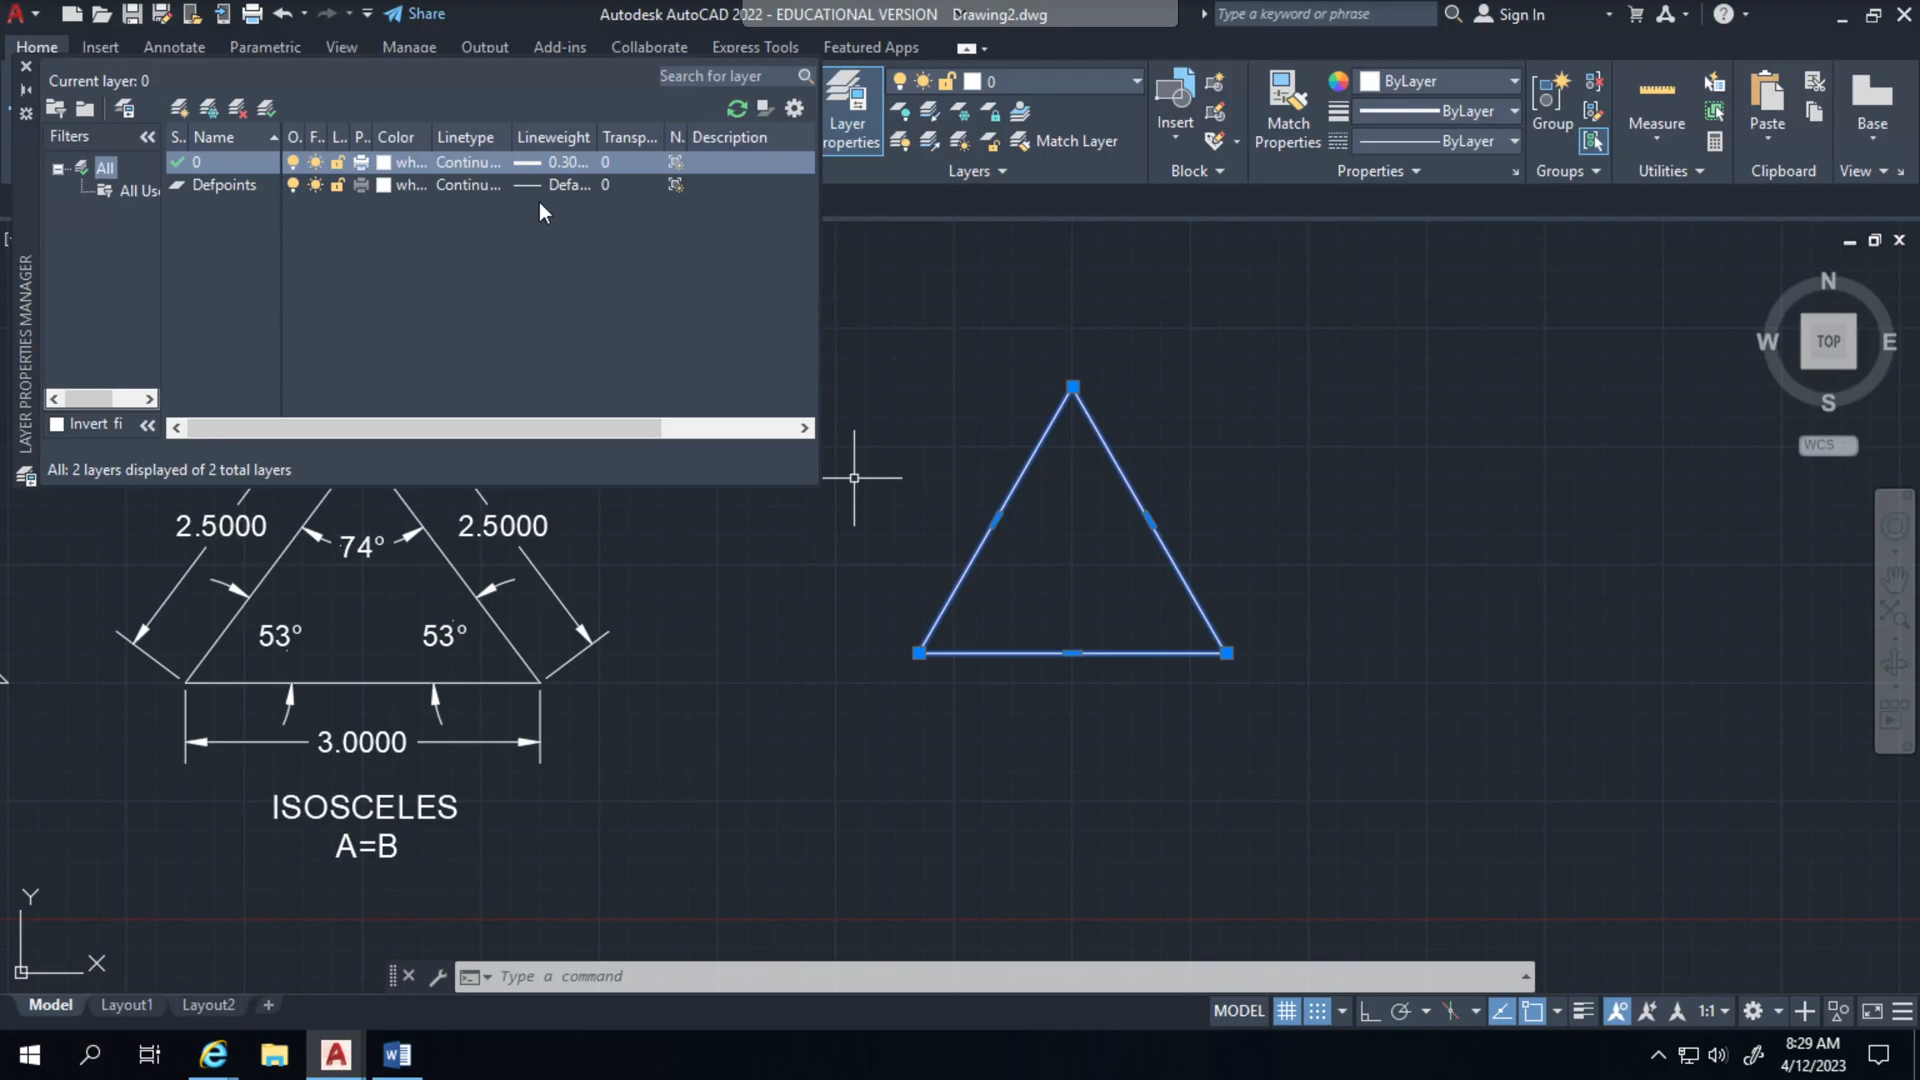 Share
Autodesk AutoCAD 2022 - EDUCATIONAL VERSION Drawing2.dwg
Type a keyword or phrase
Sign In
Home Insert Annotate Parametric View Manage Output Add-ins Collaborate Express Tools Featured Apps
Current layer: 0
Search for layer
Filters
S.. Name O. F.. L.. P.. Color Linetype Lineweight Transp... N. Description
All
0 wh... Continu... 0.30... 0
All Use
Defpoints wh... Continu... Defa... 0
Invert fi
All: 2 layers displayed of 2 total layers
LAYER PROPERTIES MANAGER
Layer
roperties
0
Match Layer
Layers
Insert
Block
Match
Properties
ByLayer
ByLayer
ByLayer
Properties
Group
Groups
Measure
Utilities
Paste
Clipboard
Base
View
N
W TOP E
S
WCS
2.5000 2.5000
74°
53° 53°
3.0000
ISOSCELES
A=B
Y
X
Type a command
Model Layout1 Layout2 +
MODEL
1:1
8:29 AM
4/12/2023